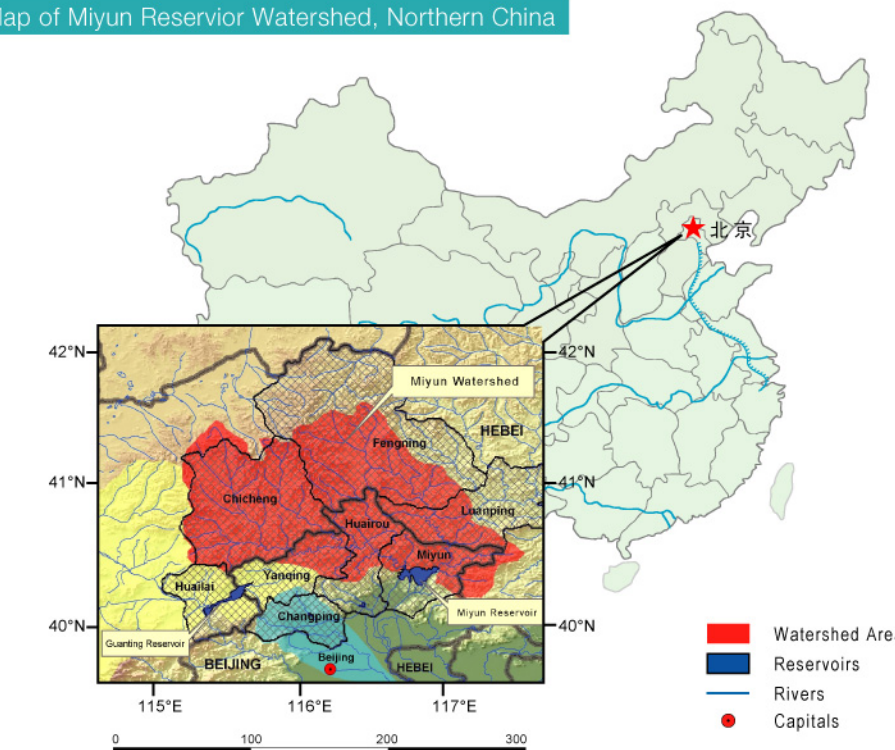 Map of Miyun Reservior Watershed, Northern China
北京
42°N
42°N
Miyun Watershed
HEBEI
Fengning
41°N
41°N
Chicheng
Luanping
Huairou
Miyun
Yanqing
Huailai
Miyun Reservoir
Changping
40°N
40°N
Guanting Reservoir
Beijing
BEIJING
HEBEI
115°E
116°E
117°E
0
100
200
300
Watershed Are
Reservoirs
Rivers
Capitals